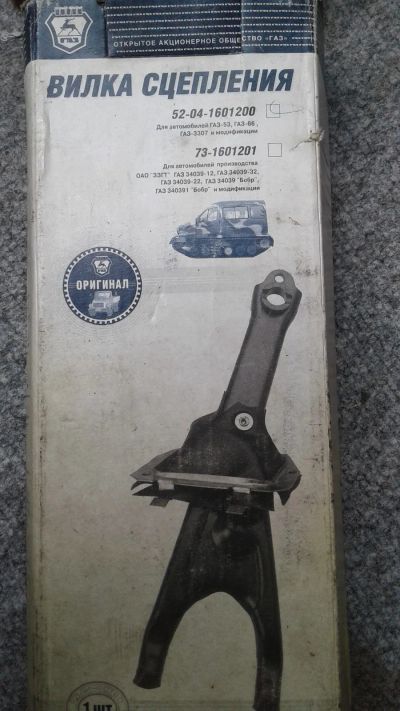 ГАЗ
ОТКРЫТОЕ АКЦИОНЕРНОЕ ОБЩЕСТВО «ГАЗ»
ВИЛКА СЦЕПЛЕНИЯ
52-04-1601200
Для автомобилей ГАЗ-53, ГАЗ-66,
ГАЗ-3307 и модификации
73-1601201
Для автомобилей производства
ОАО "ЗЗГТ" ГАЗ 34039-12, ГАЗ 34039-32,
ГАЗ 34039-22, ГАЗ 34039 "Бобр",
ГАЗ 340391 "Бобр" и модификации
ОРИГИНАЛ
1 ШТ